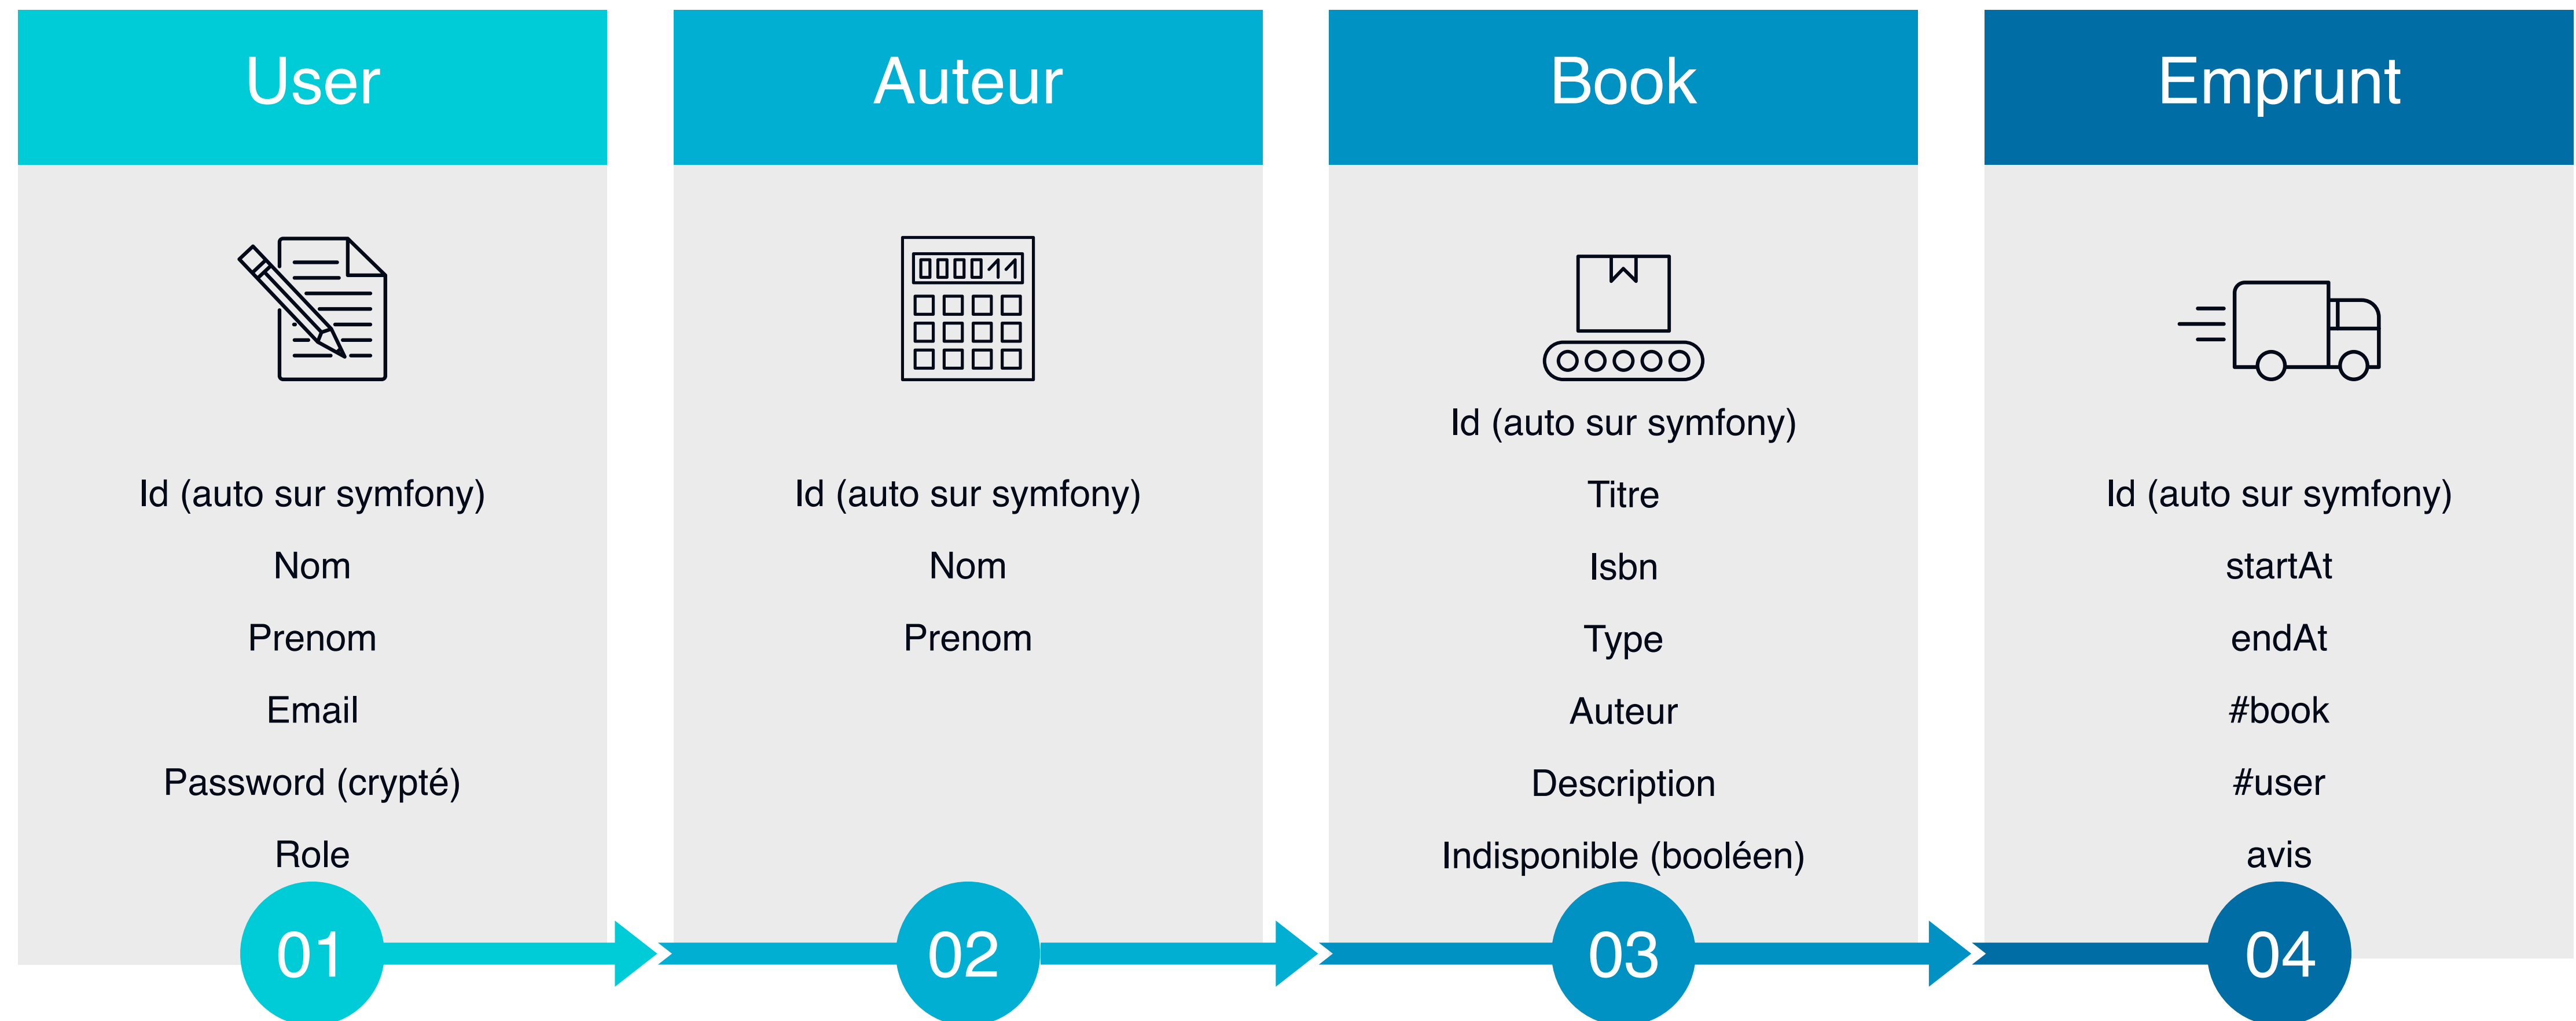 User
Id (auto sur symfony)
Nom
Prenom
Email
Password (crypté)
Role
01
Auteur
000011
Id (auto sur symfony)
Nom
Prenom
02
Book
Id (auto sur symfony)
Titre
Isbn
Type
Auteur
Description
Indisponible (booléen)
03
Emprunt
Id (auto sur symfony)
startAt
endAt
#book
#user
avis
04